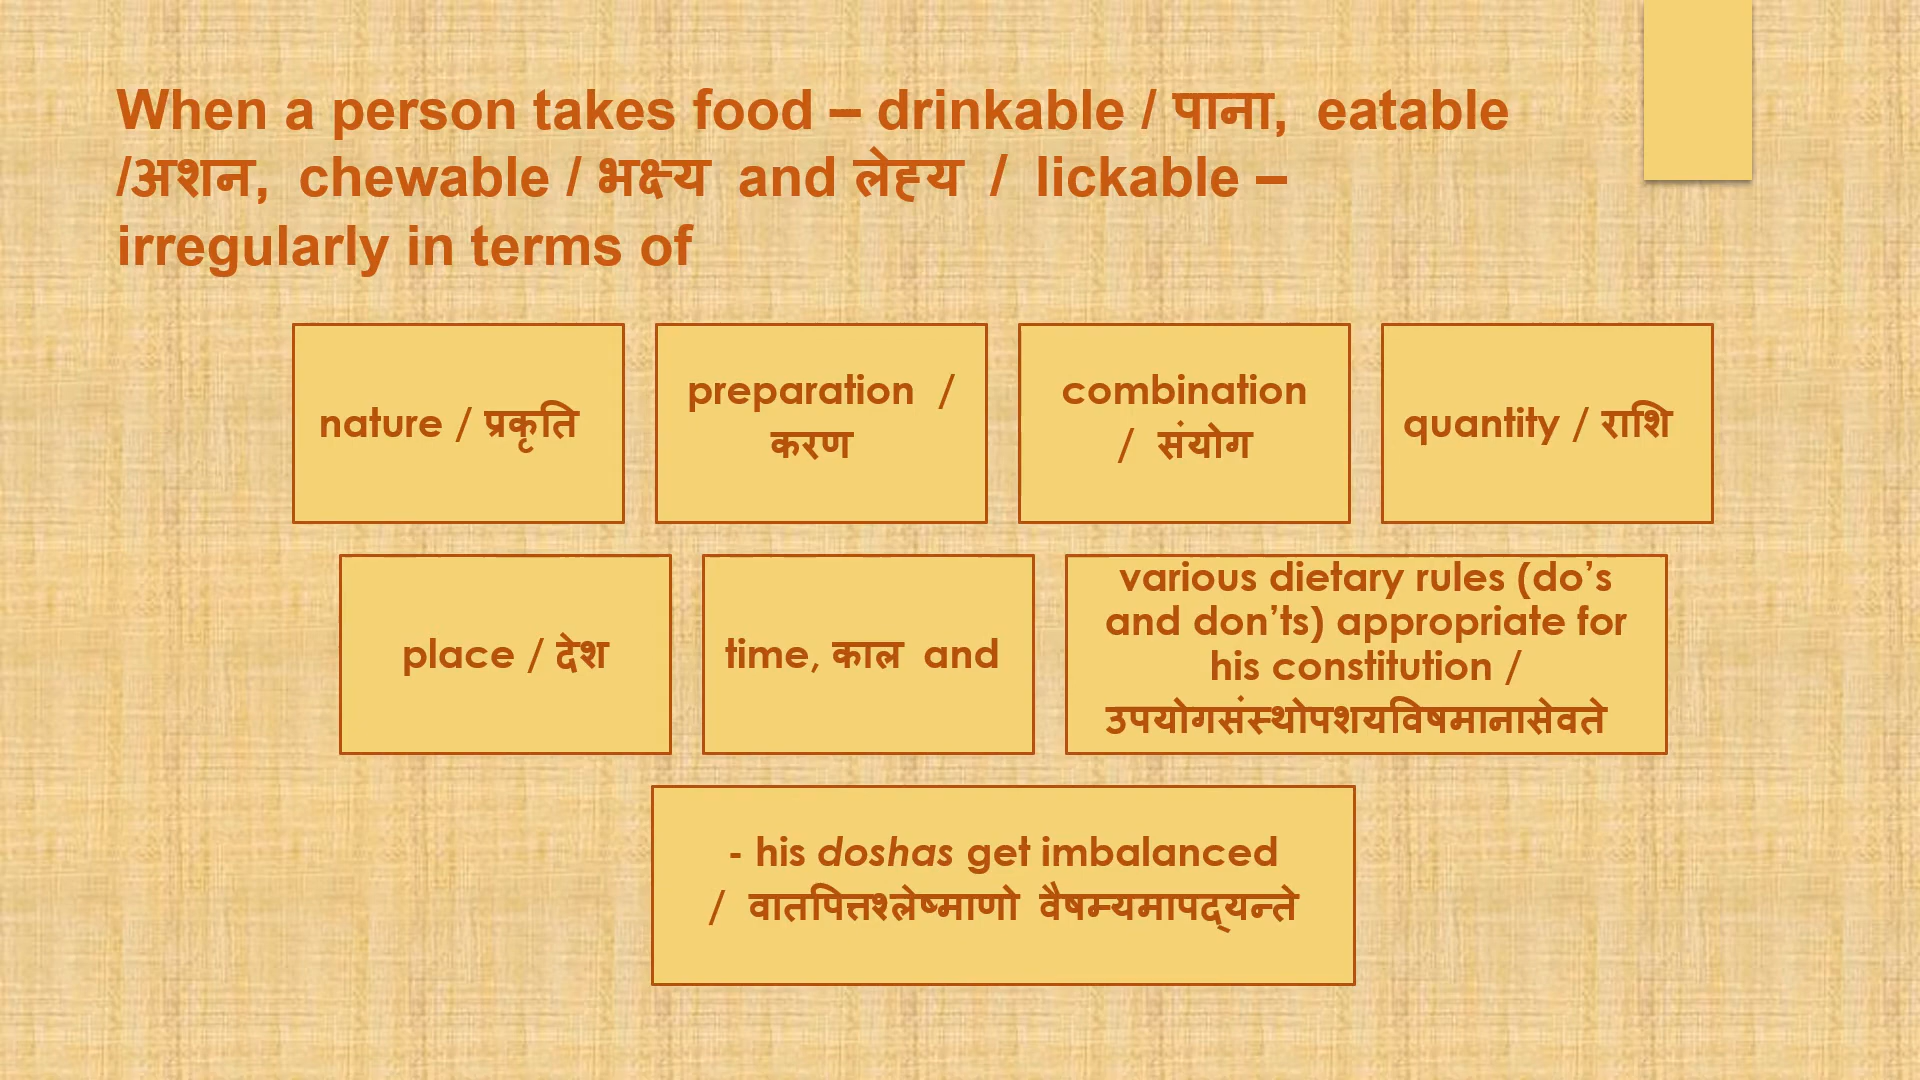 When a person takes food – drinkable / पाना, eatable
/अशन, chewable / भक्ष्य and लेह्य / lickable –
irregularly in terms of
nature / प्रकृति
preparation /
करण
combination
/ संयोग
quantity / राशि
place / देश
time, काल and
various dietary rules (do’s
and don’ts) appropriate for
his constitution /
उपयोगसंस्थोपशयविषमानासेवते
- his doshas get imbalanced
/ वातपित्तश्लेष्माणो वैषम्यमापद्यन्ते